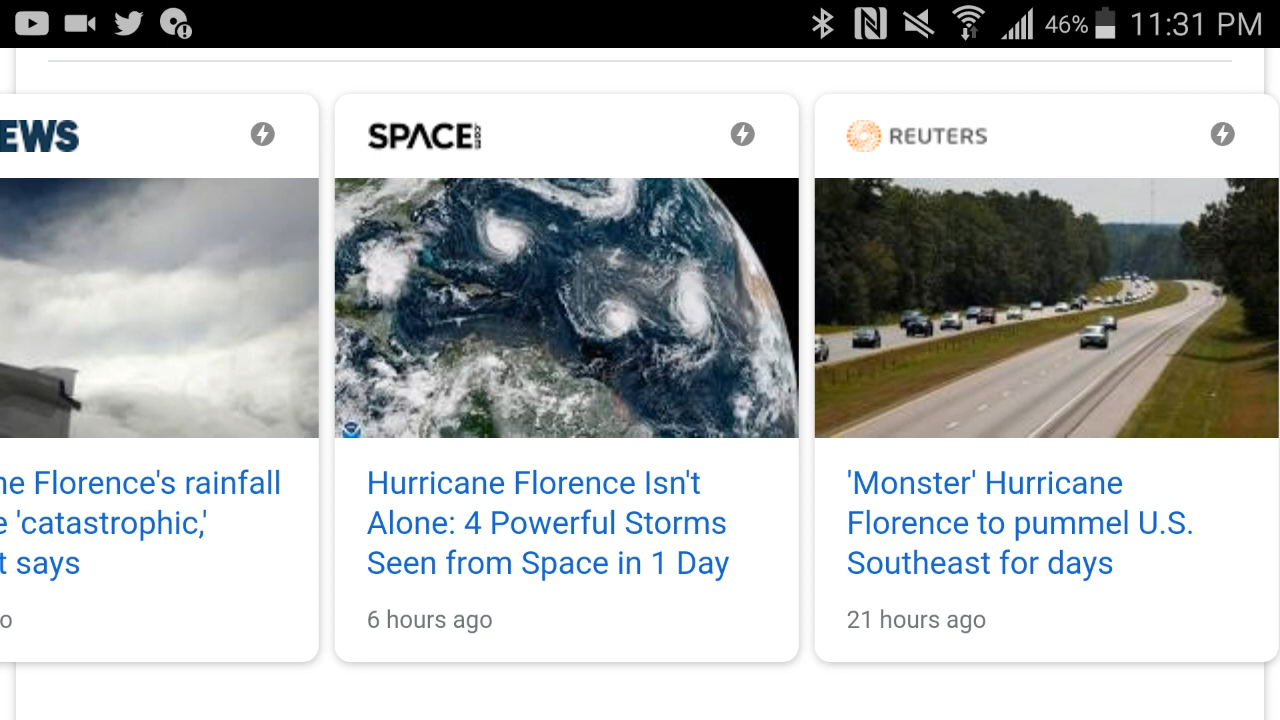 46% 11:31 PM
EWS
ne Florence's rainfall
e 'catastrophic,'
t says
o
SPACE.COM
Hurricane Florence Isn't
Alone: 4 Powerful Storms
Seen from Space in 1 Day
6 hours ago
REUTERS
'Monster' Hurricane
Florence to pummel U.S.
Southeast for days
21 hours ago